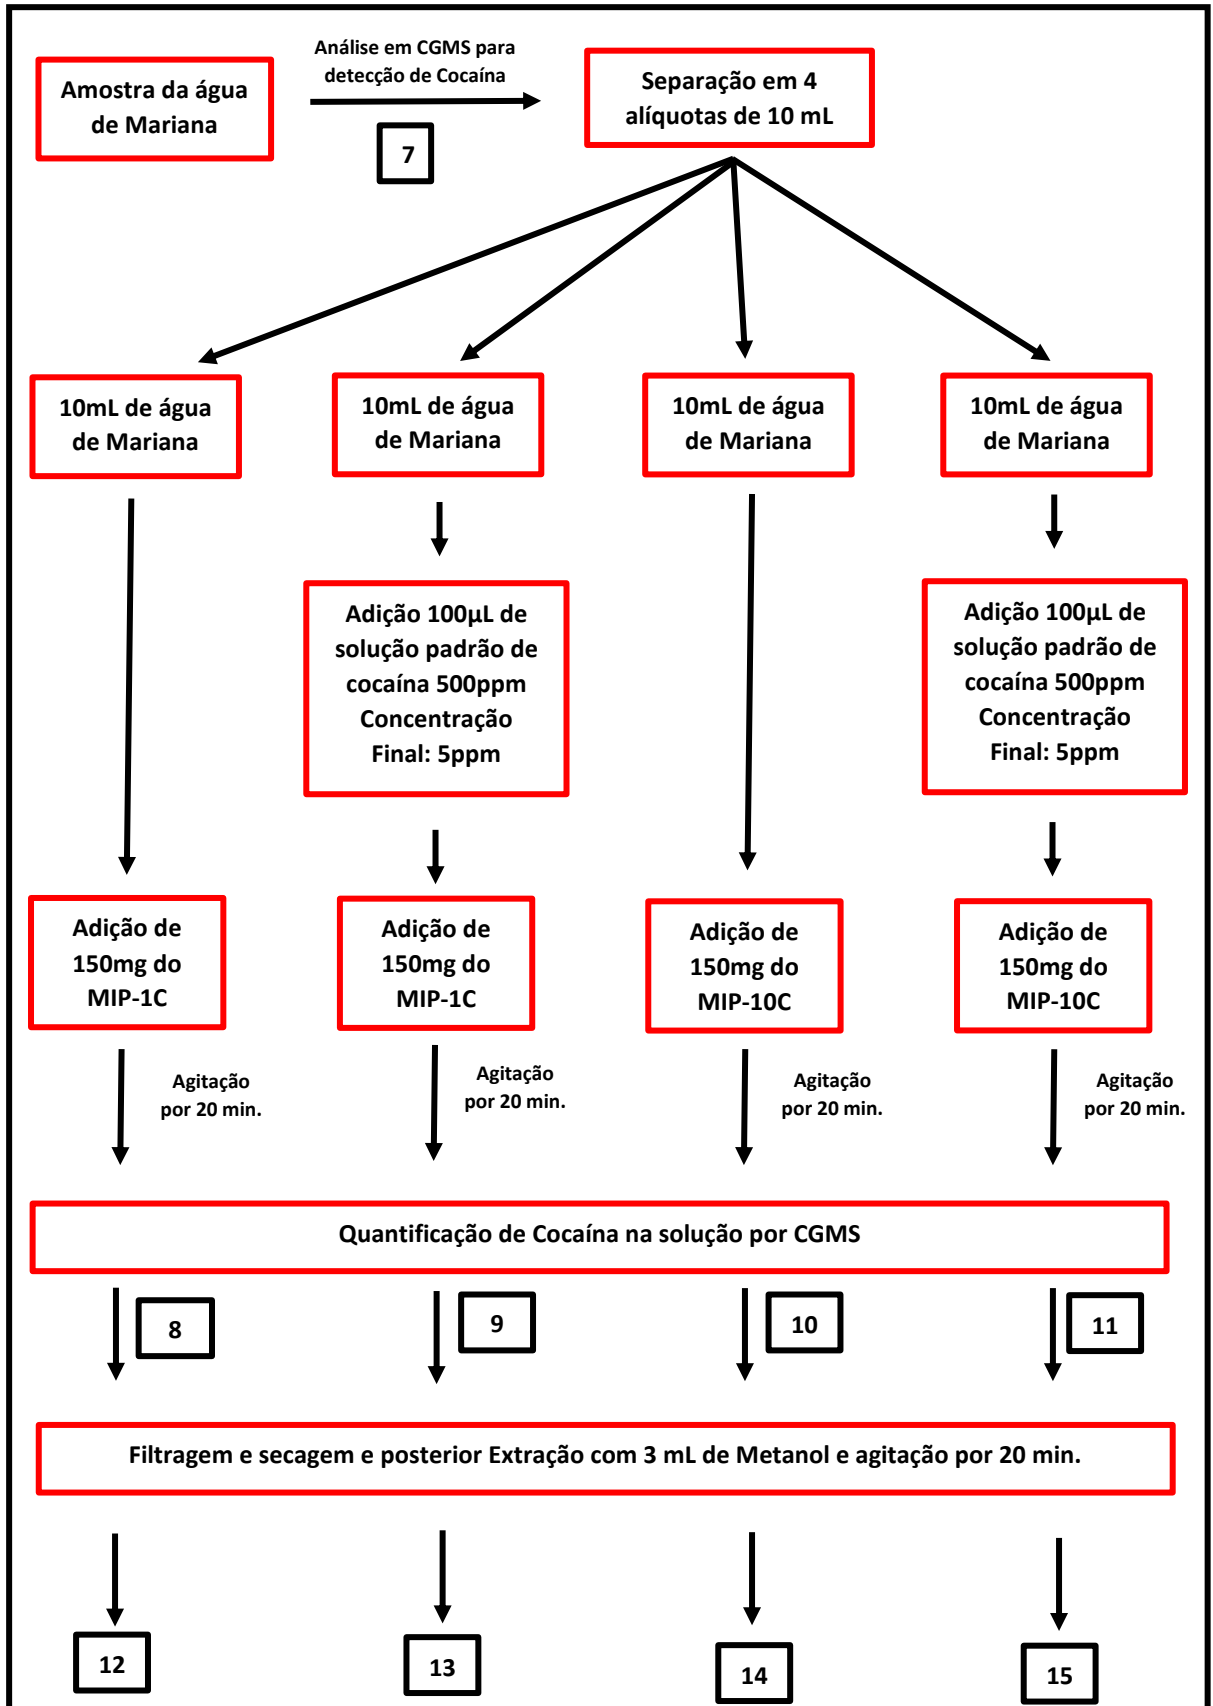 Análise em CGMS para
detecção de Cocaína
Amostra da água
de Mariana
7
Separação em 4
alíquotas de 10 mL
10mL de água
de Mariana
10mL de água
de Mariana
10mL de água
de Mariana
10mL de água
de Mariana
Adição 100µL de
solução padrão de
cocaína 500ppm
Concentração
Final: 5ppm
Adição 100µL de
solução padrão de
cocaína 500ppm
Concentração
Final: 5ppm
Adição de
150mg do
MIP-1C
Adição de
150mg do
MIP-1C
Adição de
150mg do
MIP-10C
Adição de
150mg do
MIP-10C
Agitação
por 20 min.
Agitação
por 20 min.
Agitação
por 20 min.
Agitação
por 20 min.
Quantificação de Cocaína na solução por CGMS
8
9
10
11
Filtragem e secagem e posterior Extração com 3 mL de Metanol e agitação por 20 min.
12
13
14
15